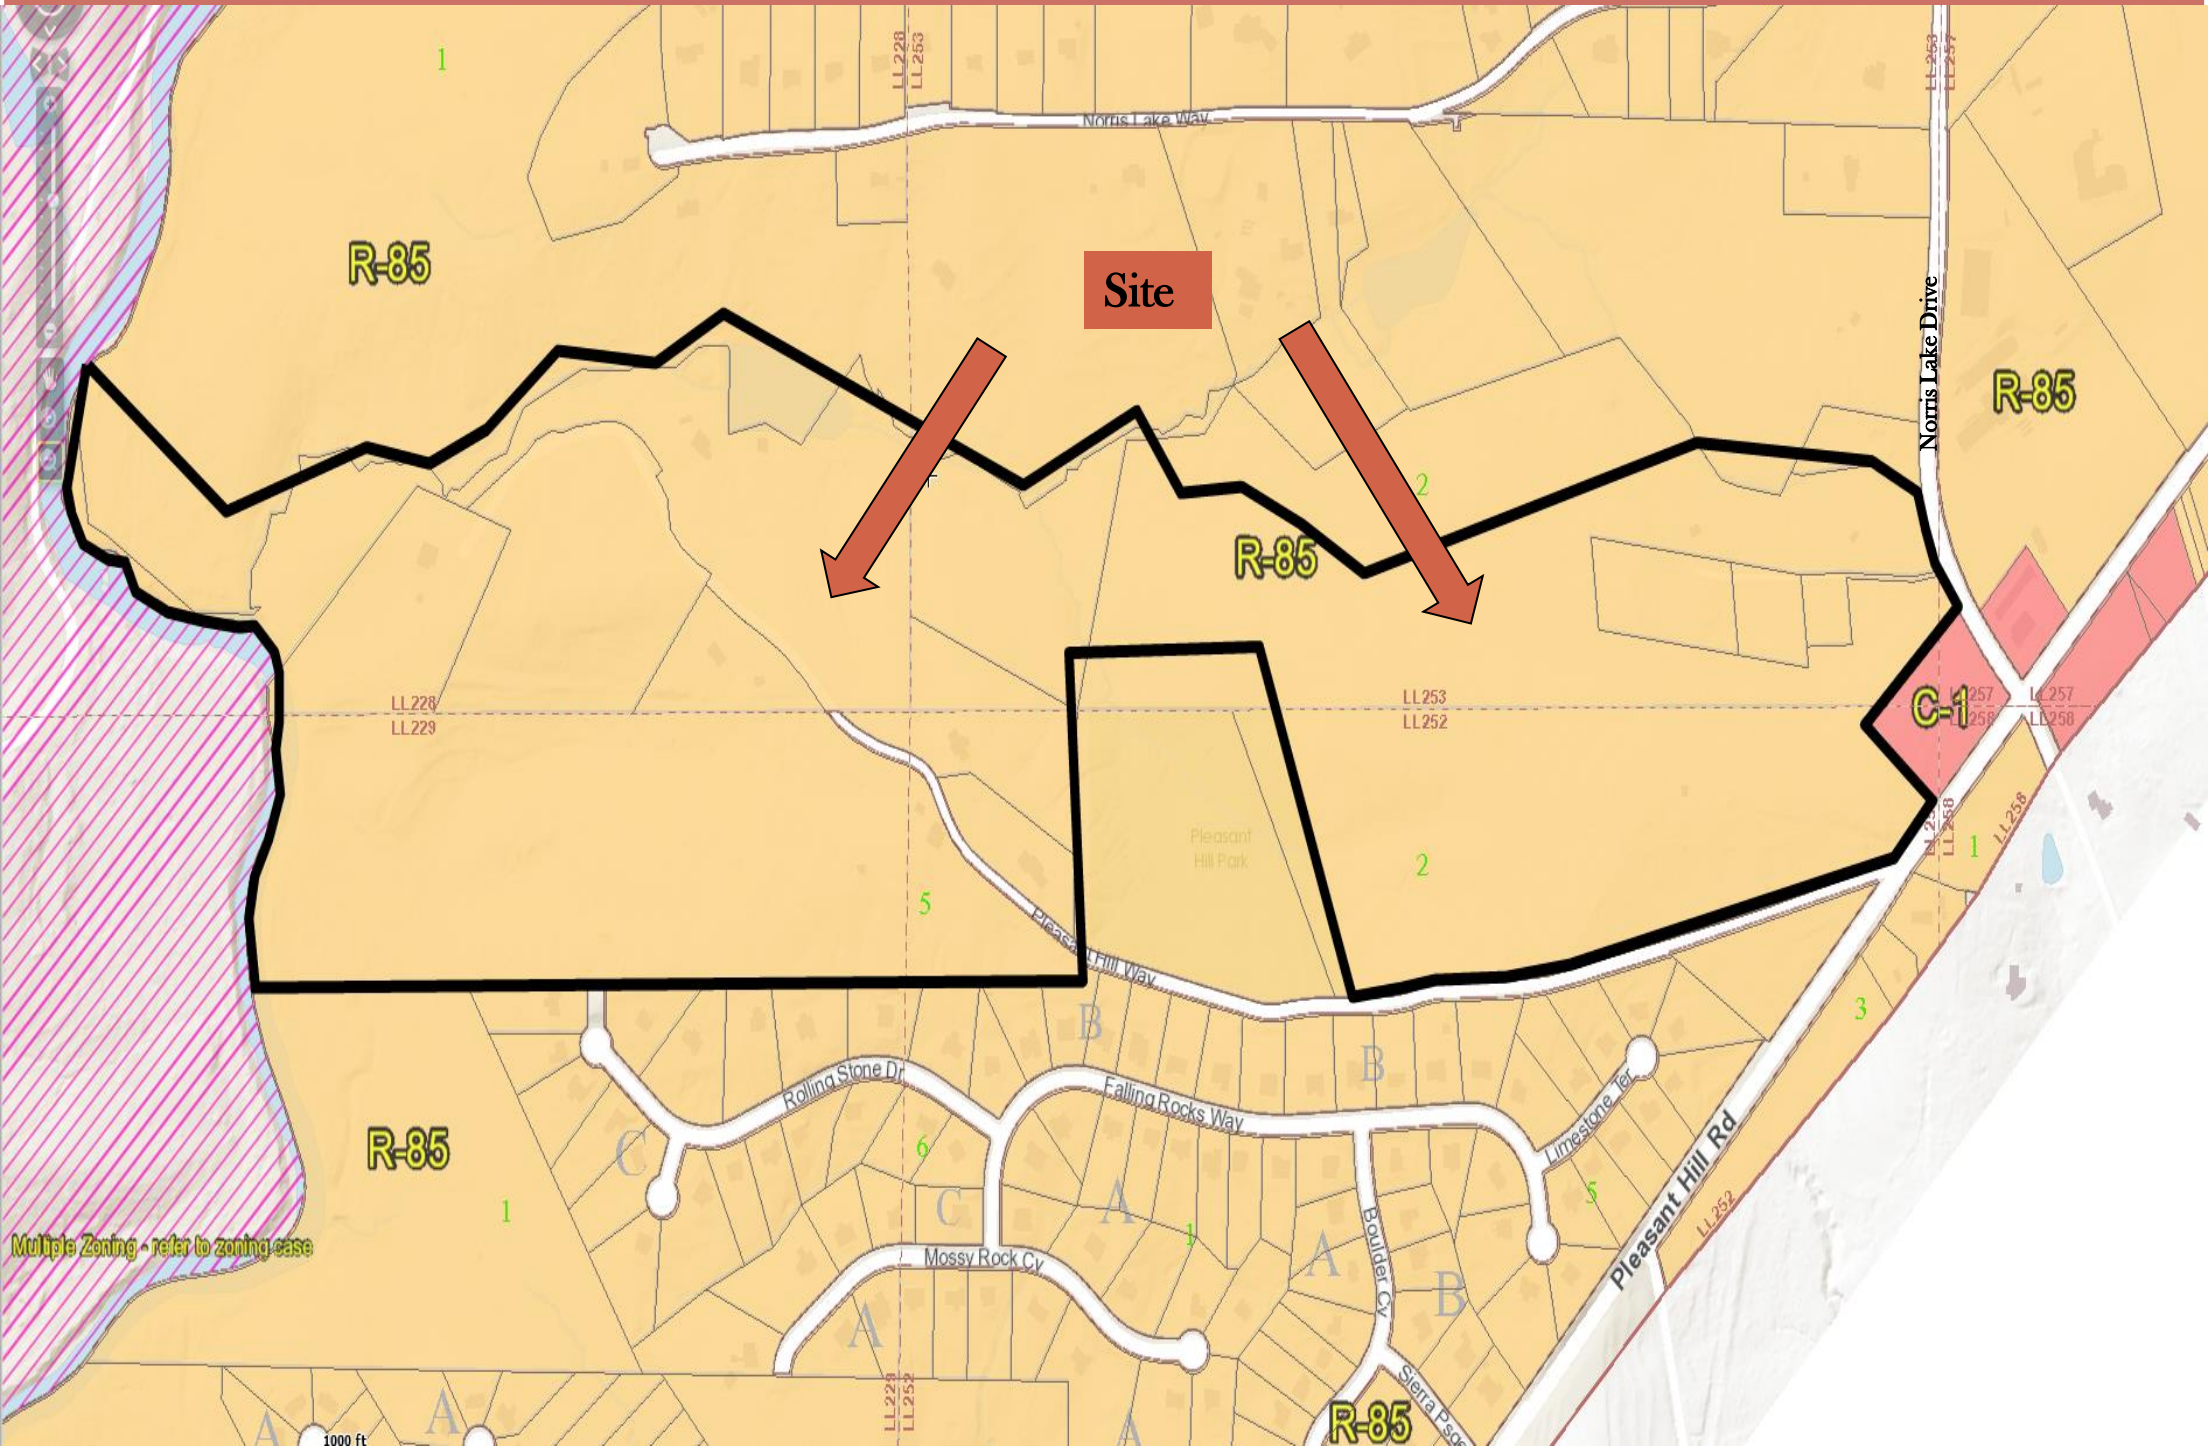 1
LL228
LL253
LL253
LL257
Norris Lake Way
R-85
Site
Norris Lake Drive
R-85
2
R-85
LL228
LL229
LL253
LL252
C-1
LL257
LL258
LL257
LL258
Pleasant
Hill Park
2
LL258
LL258
1
5
Pleasant Hill Way
3
B
B
Rolling Stone Dr
Falling Rocks Way
Limestone Ter
Pleasant Hill Rd
R-85
C
6
C
A
1
5
LL252
1
Multiple Zoning - refer to zoning case
Mossy Rock Cv
Boulder Cv
A
B
A
LL229
LL252
Sierra Psge
R-85
A
A
A
1000 ft